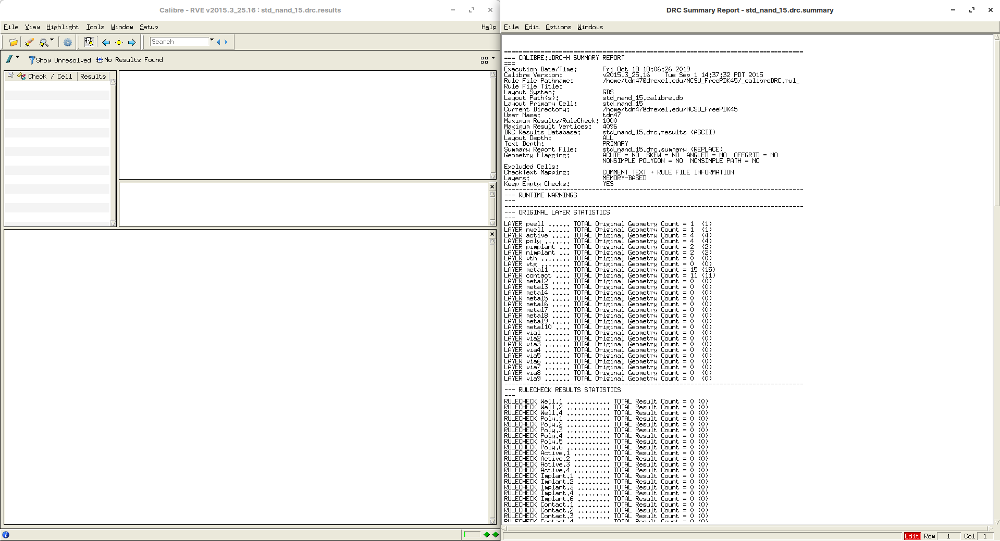 Calibre - RVE v2015.3_25.16 : std_nand_15.drc.results
File View Highlight Tools Window Setup Help
Search
Show Unresolved No Results Found
Check / Cell Results
DRC Summary Report - std_nand_15.drc.summary
File Edit Options Windows
==================================================================================
=== CALIBRE::DRC-H SUMMARY REPORT
===
Execution Date/Time: Fri Oct 18 18:06:26 2019
Calibre Version: v2015.3_25.16 Tue Sep 1 14:37:32 PDT 2015
Rule File Pathname: /home/tdn47@drexel.edu/NCSU_FreePDK45/_calibreDRC.rul_
Rule File Title:
Layout System: GDS
Layout Path(s): std_nand_15.calibre.db
Layout Primary Cell: std_nand_15
Current Directory: /home/tdn47@drexel.edu/NCSU_FreePDK45
User Name: tdn47
Maximum Results/RuleCheck: 1000
Maximum Result Vertices: 4096
DRC Results Database: std_nand_15.drc.results (ASCII)
Layout Depth: ALL
Text Depth: PRIMARY
Summary Report File: std_nand_15.drc.summary (REPLACE)
Geometry Flagging: ACUTE = NO SKEW = NO ANGLED = NO OFFGRID = NO
NONSIMPLE POLYGON = NO NONSIMPLE PATH = NO
Excluded Cells:
CheckText Mapping: COMMENT TEXT + RULE FILE INFORMATION
Layers: MEMORY-BASED
Keep Empty Checks: YES
----------------------------------------------------------------------------------
--- RUNTIME WARNINGS
---
----------------------------------------------------------------------------------
--- ORIGINAL LAYER STATISTICS
---
LAYER pwell ...... TOTAL Original Geometry Count = 1 (1)
LAYER nwell ...... TOTAL Original Geometry Count = 1 (1)
LAYER active ..... TOTAL Original Geometry Count = 4 (4)
LAYER poly ....... TOTAL Original Geometry Count = 4 (4)
LAYER pimplant ... TOTAL Original Geometry Count = 2 (2)
LAYER nimplant ... TOTAL Original Geometry Count = 2 (2)
LAYER vth ........ TOTAL Original Geometry Count = 0 (0)
LAYER vtg ........ TOTAL Original Geometry Count = 0 (0)
LAYER metal1 ..... TOTAL Original Geometry Count = 15 (15)
LAYER contact .... TOTAL Original Geometry Count = 11 (11)
LAYER metal2 ..... TOTAL Original Geometry Count = 0 (0)
LAYER metal3 ..... TOTAL Original Geometry Count = 0 (0)
LAYER metal4 ..... TOTAL Original Geometry Count = 0 (0)
LAYER metal5 ..... TOTAL Original Geometry Count = 0 (0)
LAYER metal6 ..... TOTAL Original Geometry Count = 0 (0)
LAYER metal7 ..... TOTAL Original Geometry Count = 0 (0)
LAYER metal8 ..... TOTAL Original Geometry Count = 0 (0)
LAYER metal9 ..... TOTAL Original Geometry Count = 0 (0)
LAYER metal10 .... TOTAL Original Geometry Count = 0 (0)
LAYER via1 ....... TOTAL Original Geometry Count = 0 (0)
LAYER via2 ....... TOTAL Original Geometry Count = 0 (0)
LAYER via3 ....... TOTAL Original Geometry Count = 0 (0)
LAYER via4 ....... TOTAL Original Geometry Count = 0 (0)
LAYER via5 ....... TOTAL Original Geometry Count = 0 (0)
LAYER via6 ....... TOTAL Original Geometry Count = 0 (0)
LAYER via7 ....... TOTAL Original Geometry Count = 0 (0)
LAYER via8 ....... TOTAL Original Geometry Count = 0 (0)
LAYER via9 ....... TOTAL Original Geometry Count = 0 (0)
----------------------------------------------------------------------------------
--- RULECHECK RESULTS STATISTICS
---
RULECHECK Well.1 ............ TOTAL Result Count = 0 (0)
RULECHECK Well.2 ............ TOTAL Result Count = 0 (0)
RULECHECK Well.4 ............ TOTAL Result Count = 0 (0)
RULECHECK Poly.1 ............ TOTAL Result Count = 0 (0)
RULECHECK Poly.2 ............ TOTAL Result Count = 0 (0)
RULECHECK Poly.3 ............ TOTAL Result Count = 0 (0)
RULECHECK Poly.4 ............ TOTAL Result Count = 0 (0)
RULECHECK Poly.5 ............ TOTAL Result Count = 0 (0)
RULECHECK Poly.6 ............ TOTAL Result Count = 0 (0)
RULECHECK Active.1 .......... TOTAL Result Count = 0 (0)
RULECHECK Active.2 .......... TOTAL Result Count = 0 (0)
RULECHECK Active.3 .......... TOTAL Result Count = 0 (0)
RULECHECK Active.4 .......... TOTAL Result Count = 0 (0)
RULECHECK Implant.1 ......... TOTAL Result Count = 0 (0)
RULECHECK Implant.2 ......... TOTAL Result Count = 0 (0)
RULECHECK Implant.3 ......... TOTAL Result Count = 0 (0)
RULECHECK Implant.4 ......... TOTAL Result Count = 0 (0)
RULECHECK Implant.6 ......... TOTAL Result Count = 0 (0)
RULECHECK Contact.1 ......... TOTAL Result Count = 0 (0)
RULECHECK Contact.2 ......... TOTAL Result Count = 0 (0)
RULECHECK Contact.3 ......... TOTAL Result Count = 0 (0)
RULECHECK Contact.4 ......... TOTAL Result Count = 0 (0)
Edit Row 1 Col 1